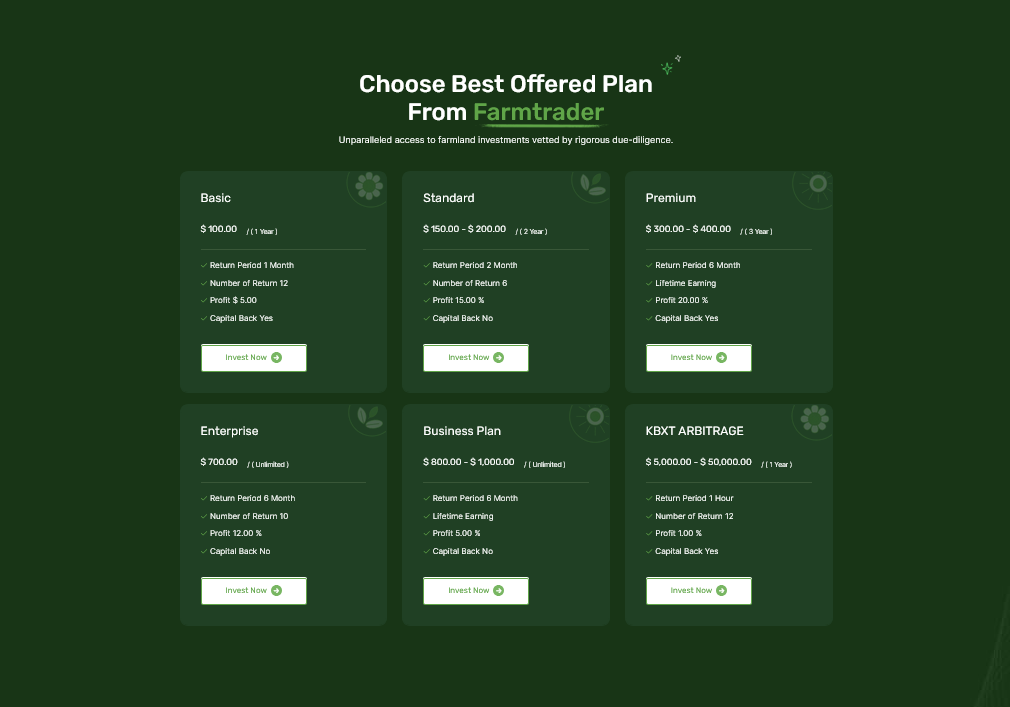 Choose Best Offered Plan
From Farmtrader
Unparalleled access to farmland investments vetted by rigorous due-diligence.
Basic
$ 100.00 / ( 1 Year )
Return Period 1 Month
Number of Return 12
Profit $ 5.00
Capital Back Yes
Invest Now
Standard
$ 150.00 - $ 200.00 / ( 2 Year )
Return Period 2 Month
Number of Return 6
Profit 15.00 %
Capital Back No
Invest Now
Premium
$ 300.00 - $ 400.00 / ( 3 Year )
Return Period 6 Month
Lifetime Earning
Profit 20.00 %
Capital Back Yes
Invest Now
Enterprise
$ 700.00 / ( Unlimited )
Return Period 6 Month
Number of Return 10
Profit 12.00 %
Capital Back No
Invest Now
Business Plan
$ 800.00 - $ 1,000.00 / ( Unlimited )
Return Period 6 Month
Lifetime Earning
Profit 5.00 %
Capital Back No
Invest Now
KBXT ARBITRAGE
$ 5,000.00 - $ 50,000.00 / ( 1 Year )
Return Period 1 Hour
Number of Return 12
Profit 1.00 %
Capital Back Yes
Invest Now